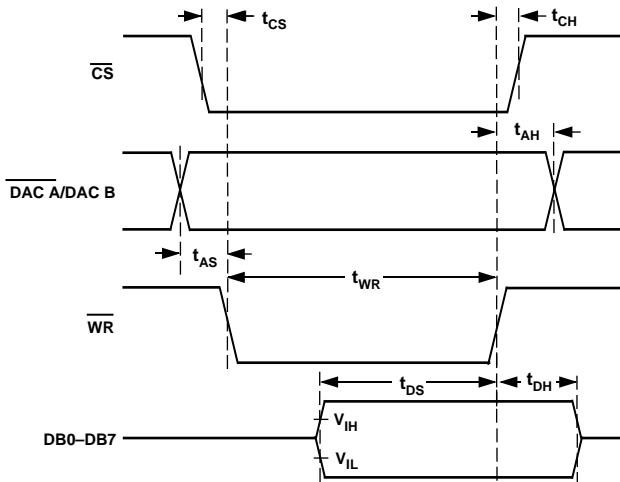 tCS
tCH
CS
tAH
DAC A/DAC B
tAS
tWR
WR
tDS
tDH
VIH
DB0–DB7
VIL